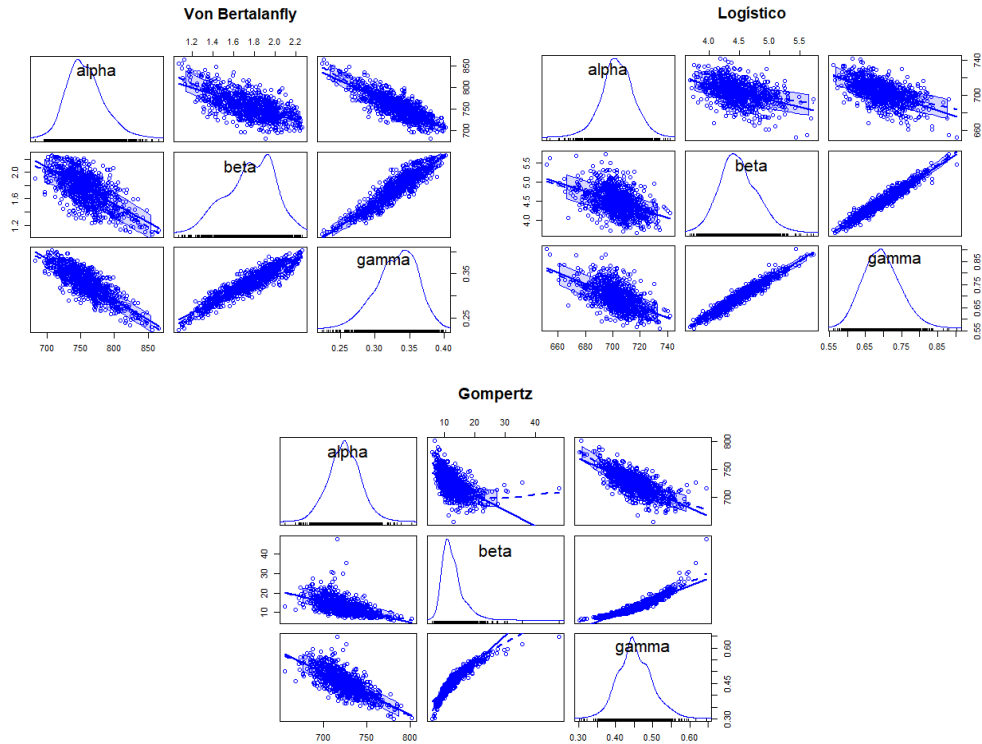 Von Bertalanfly
1.2 1.4 1.6 1.8 2.0 2.2
alpha
700 750 800 850
beta
1.2 1.6 2.0
gamma
0.25 0.35
700 750 800 850
0.25 0.30 0.35 0.40
Logístico
4.0 4.5 5.0 5.5
alpha
660 700 740
beta
4.0 4.5 5.0 5.5
gamma
0.55 0.65 0.75 0.85
640 660 680 700 720 740
0.55 0.65 0.75 0.85
Gompertz
10 20 30 40
alpha
700 750 800
beta
10 20 30 40
gamma
0.30 0.45 0.60
700 750 800
0.30 0.40 0.50 0.60